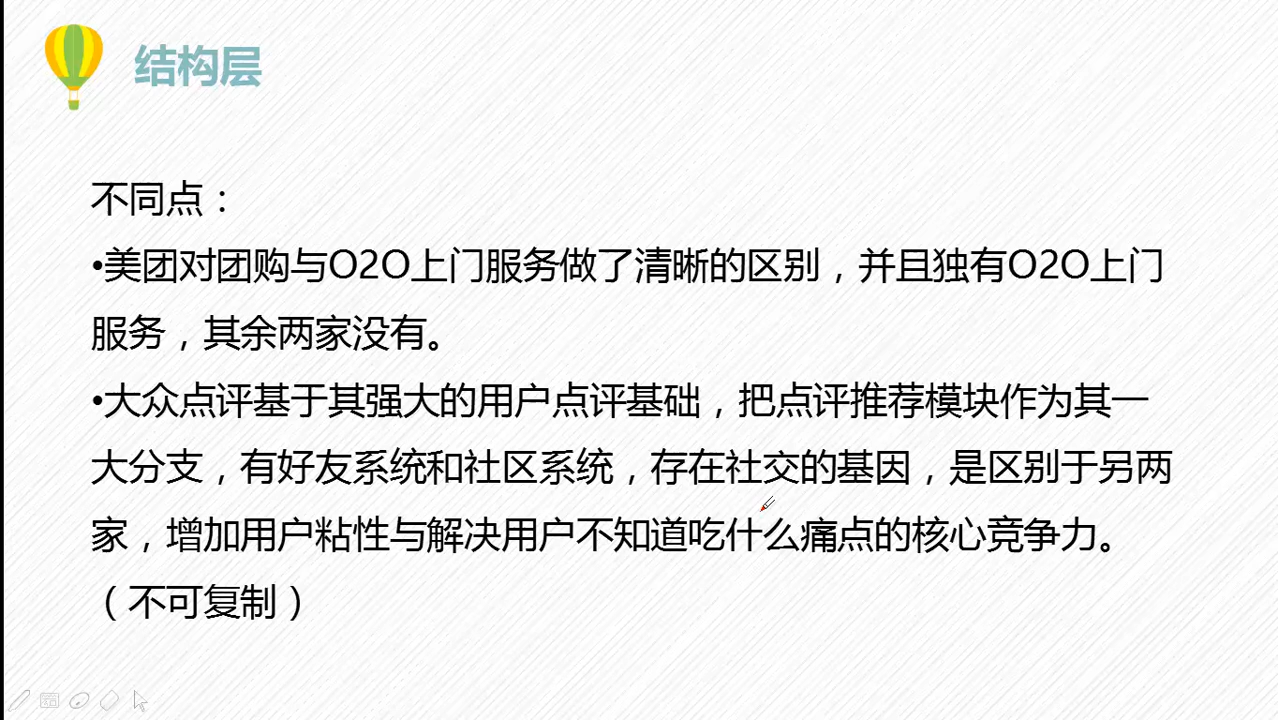 结构层
不同点：
•美团对团购与O2O上门服务做了清晰的区别，并且独有O2O上门
服务，其余两家没有。
•大众点评基于其强大的用户点评基础，把点评推荐模块作为其一
大分支，有好友系统和社区系统，存在社交的基因，是区别于另两
家，增加用户粘性与解决用户不知道吃什么痛点的核心竞争力。
（不可复制）